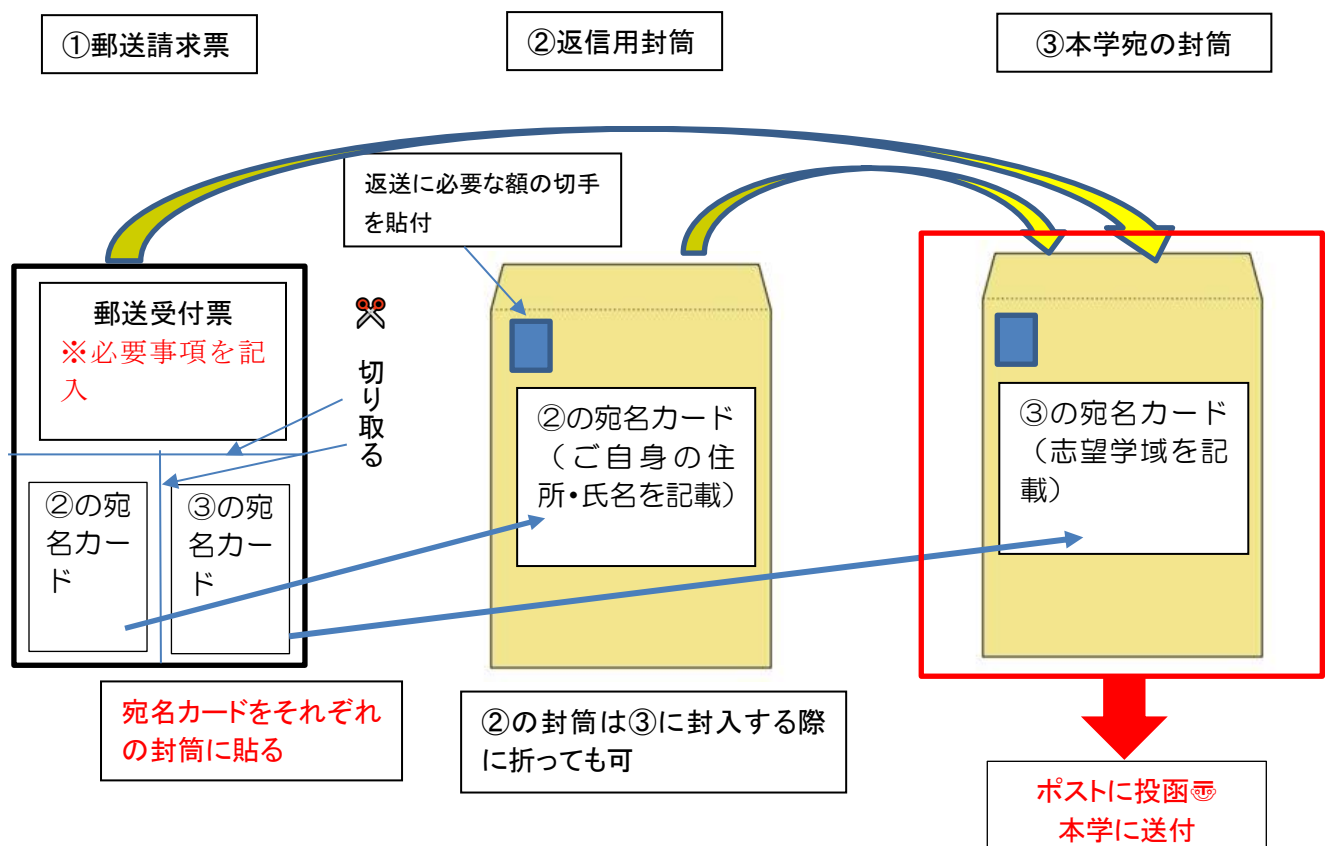 ①郵送請求票
②返信用封筒
③本学宛の封筒
返送に必要な額の切手
を貼付
郵送受付票
※必要事項を記
入
切り取る
②の宛
名カー
ド
③の宛
名カー
ド
②の宛名カード
（ご自身の住
所・氏名を記載）
③の宛名カード
（志望学域を記
載）
宛名カードをそれぞれ
の封筒に貼る
②の封筒は③に封入する際
に折っても可
ポストに投函〠
本学に送付